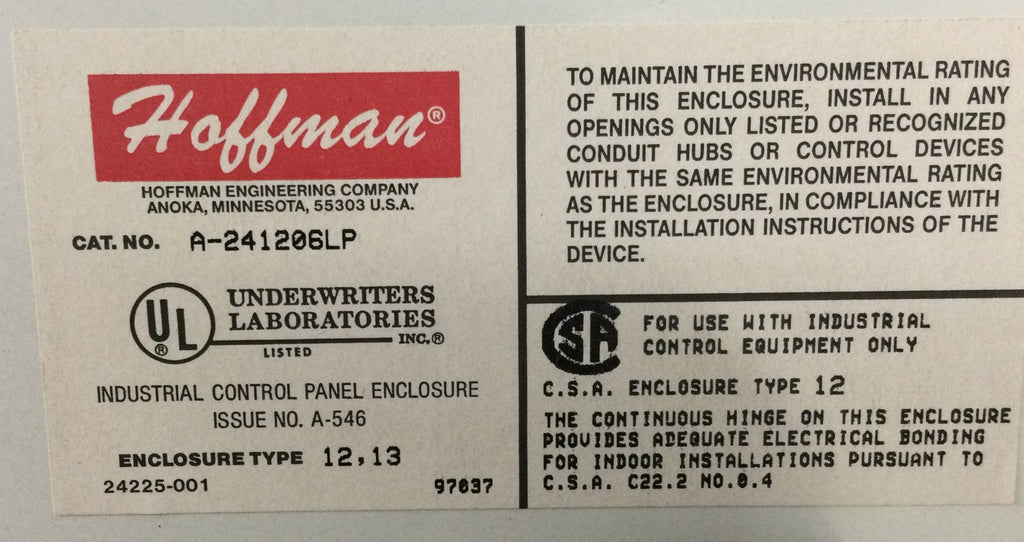 Hoffman®
HOFFMAN ENGINEERING COMPANY
ANOKA, MINNESOTA, 55303 U.S.A.
CAT. NO. A-241206LP
UL®
UNDERWRITERS
LABORATORIES
INC.®
LISTED
INDUSTRIAL CONTROL PANEL ENCLOSURE
ISSUE NO. A-546
ENCLOSURE TYPE 12,13
24225-001 97037
TO MAINTAIN THE ENVIRONMENTAL RATING
OF THIS ENCLOSURE, INSTALL IN ANY
OPENINGS ONLY LISTED OR RECOGNIZED
CONDUIT HUBS OR CONTROL DEVICES
WITH THE SAME ENVIRONMENTAL RATING
AS THE ENCLOSURE, IN COMPLIANCE WITH
THE INSTALLATION INSTRUCTIONS OF THE
DEVICE.
CSA
FOR USE WITH INDUSTRIAL
CONTROL EQUIPMENT ONLY
C.S.A. ENCLOSURE TYPE 12
THE CONTINUOUS HINGE ON THIS ENCLOSURE
PROVIDES ADEQUATE ELECTRICAL BONDING
FOR INDOOR INSTALLATIONS PURSUANT TO
C.S.A. C22.2 NO.0.4